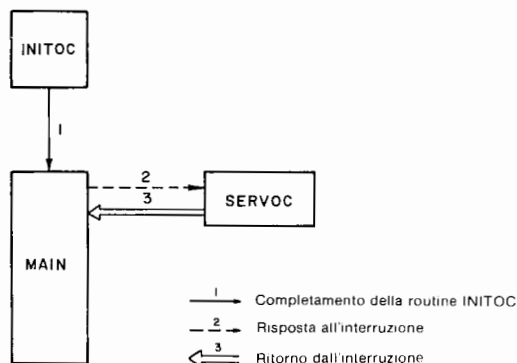 INITOC
1
2
3
SERVOC
MAIN
1 Completamento della routine INITOC
2 Risposta all'interruzione
3 Ritorno dall'interruzione